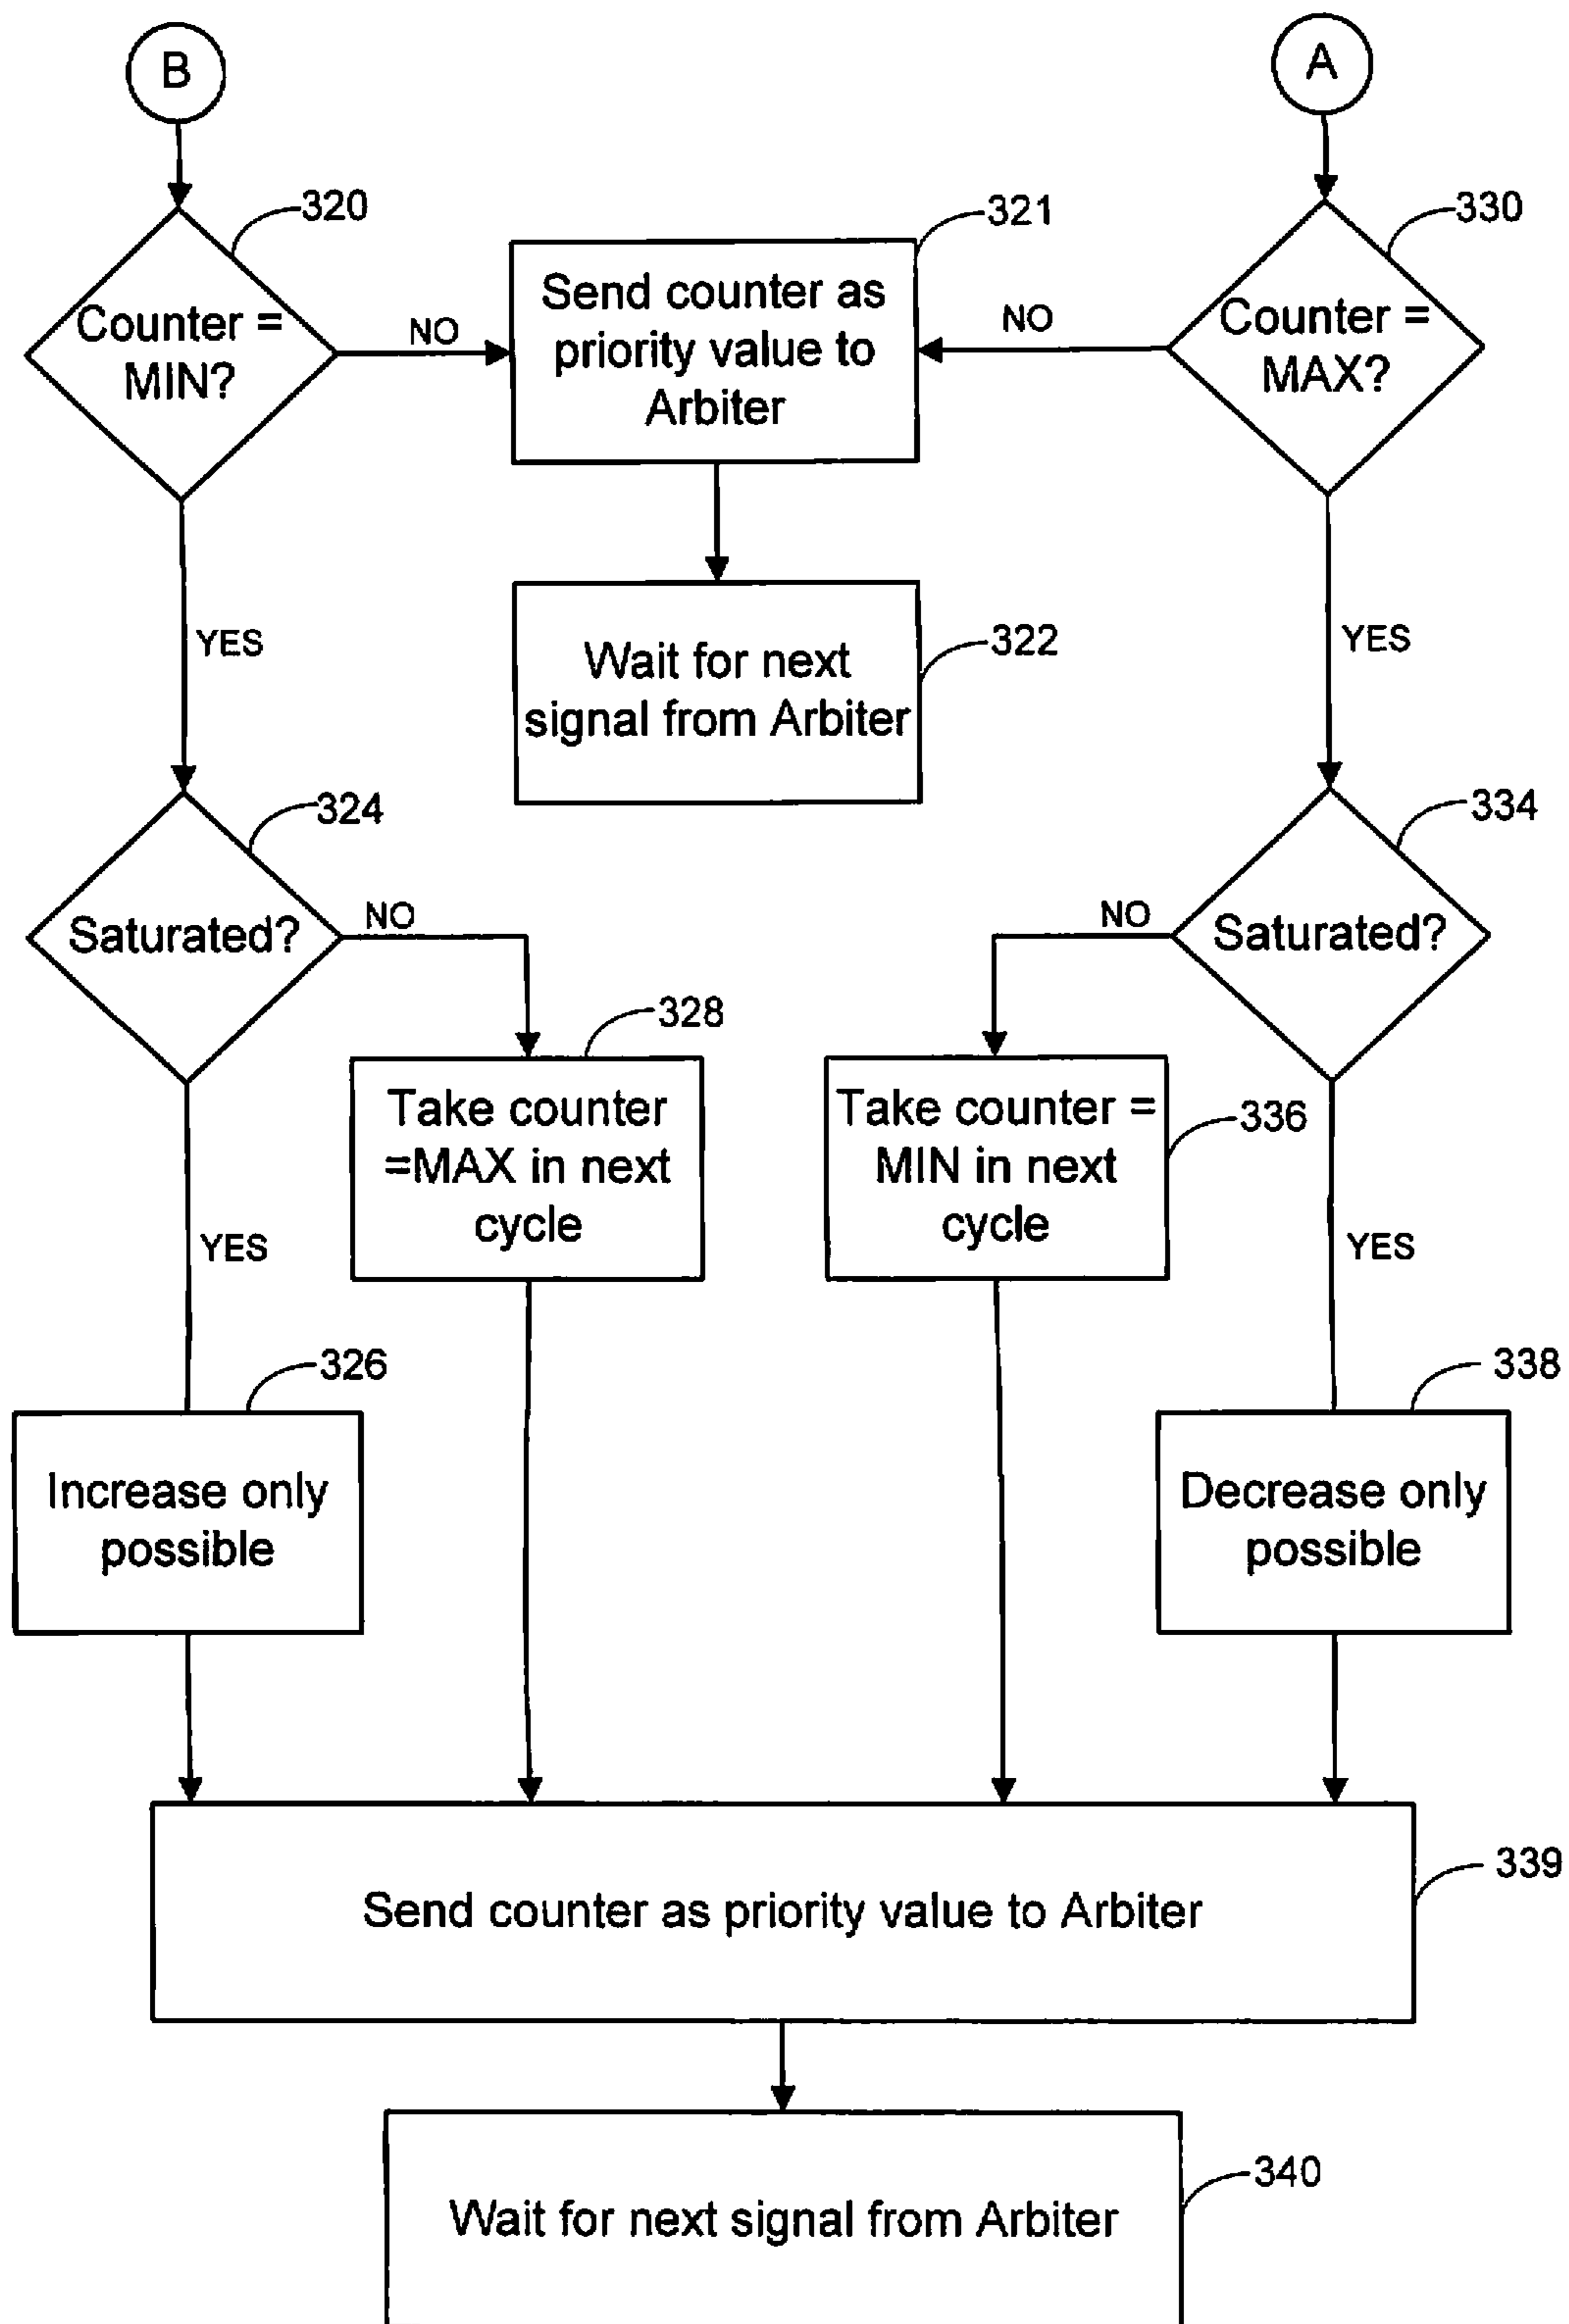 B
A
320
321
330
Counter =
MIN?
NO
Send counter as
priority value to
Arbiter
NO
Counter =
MAX?
YES
Wait for next
signal from Arbiter
322
YES
324
334
Saturated?
NO
NO
Saturated?
328
Take counter
=MAX in next
cycle
Take counter =
MIN in next
cycle
336
YES
YES
326
338
Increase only
possible
Decrease only
possible
339
Send counter as priority value to Arbiter
340
Wait for next signal from Arbiter